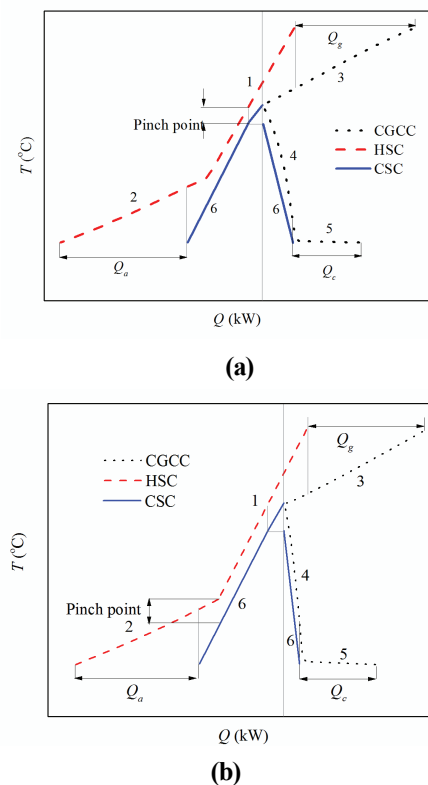 Q_g
1
3
Pinch point
CGCC
HSC
CSC
4
2
6
6
5
Q_a
Q_c
T (°C)
Q (kW)
(a)
Q_g
CGCC
HSC
CSC
3
1
T (°C)
4
Pinch point
2
6
6
5
Q_a
Q_c
Q (kW)
(b)